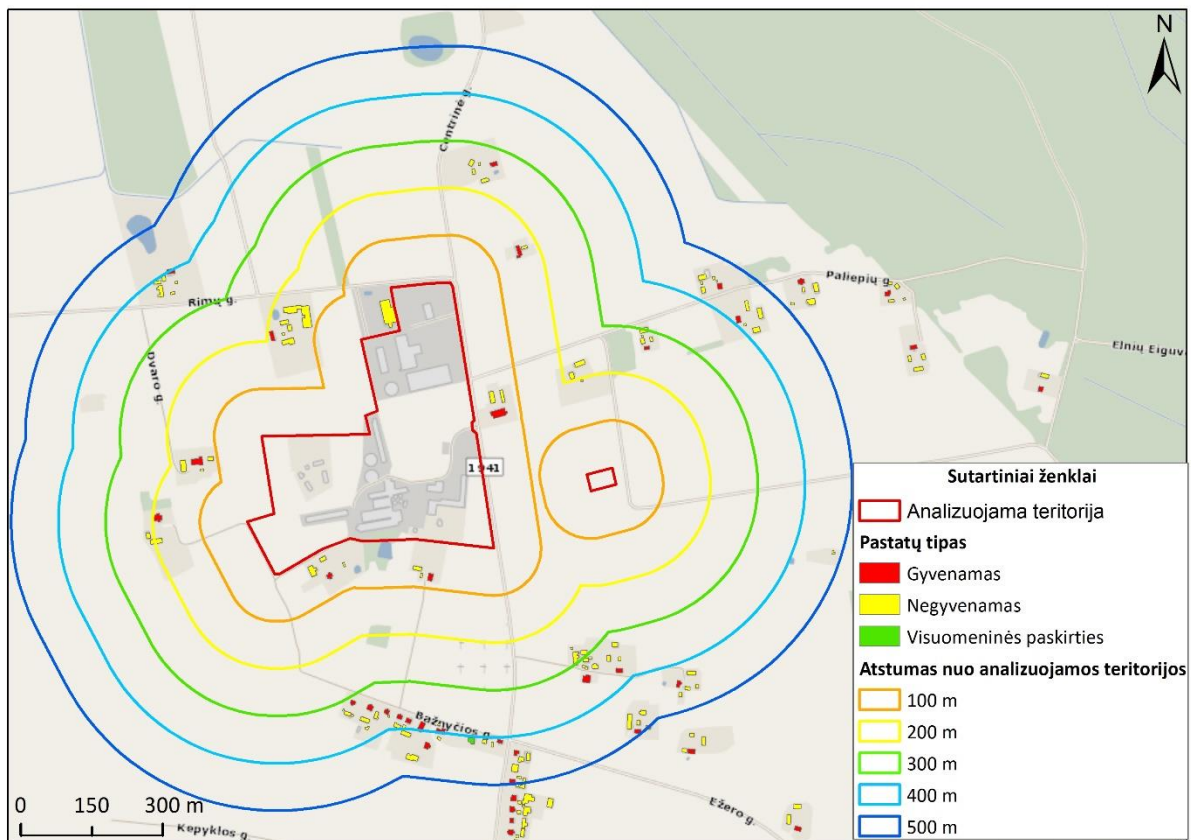 N
Centrinė g.
Rimų g.
Paliepių g.
Elnių Eiguva
Dvaro g.
1941
Bažnyčios g.
Ežero g.
Kepyklos g.
0 150 300 m
Sutartiniai ženklai
Analizuojama teritorija
Pastatų tipas
Gyvenamas
Negyvenamas
Visuomeninės paskirties
Atstumas nuo analizuojamos teritorijos
100 m
200 m
300 m
400 m
500 m